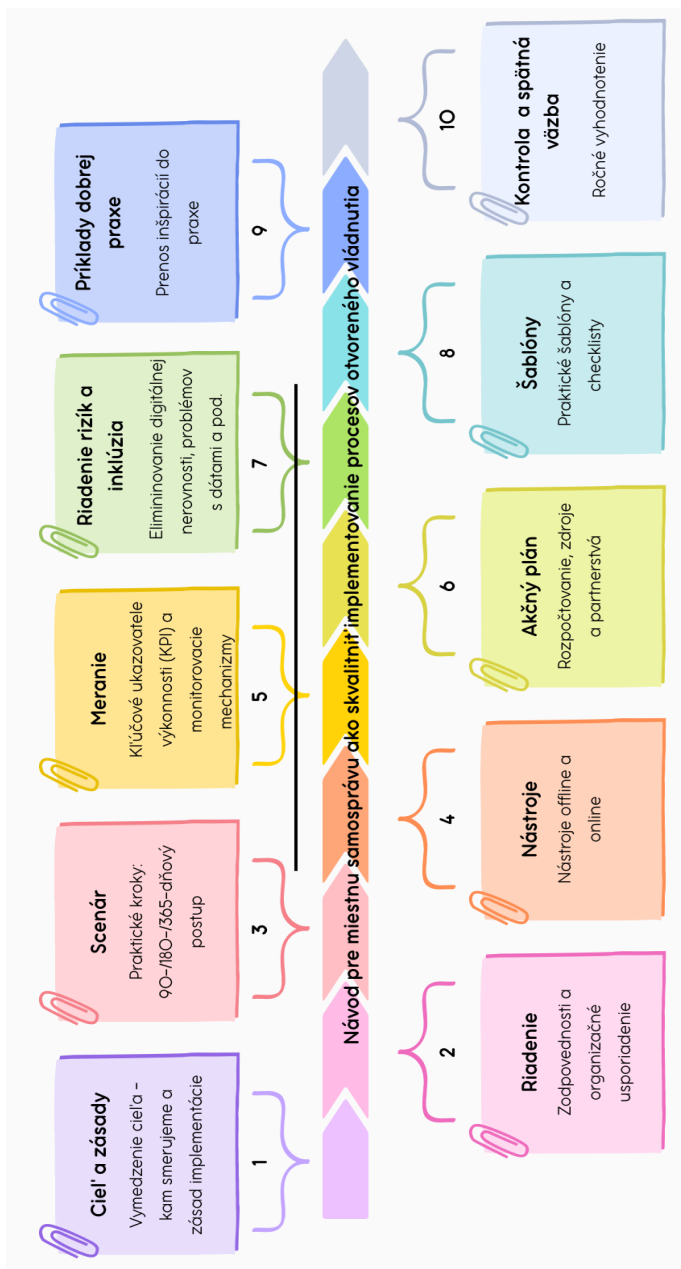 Cieľ a zásady
Vymedzenie cieľa –
kam smerujeme a
zásad implementácie
1
2
Riadenie
Zodpovednosti a
organizačné
usporiadenie
Scenár
Praktické kroky:
90-/180-/365-dňový
postup
3
4
Nástroje
Nástroje offline a
online
Meranie
Kľúčové ukazovatele
výkonnosti (KPI) a
monitorovacie
mechanizmy
5
6
Akčný plán
Rozpočtovanie, zdroje
a partnerstvá
Riadenie rizík a
inklúzia
Elimininovanie digitálnej
nerovnosti, problémov
s dátami a pod.
7
8
Šablóny
Praktické šablóny a
checklisty
Príklady dobrej
praxe
Prenos inšpirácií do
praxe
9
10
Kontrola a spätná
väzba
Ročné vyhodnotenie
Návod pre miestnu samosprávu ako skvalitniť implementovanie procesov otvoreného vládnutia